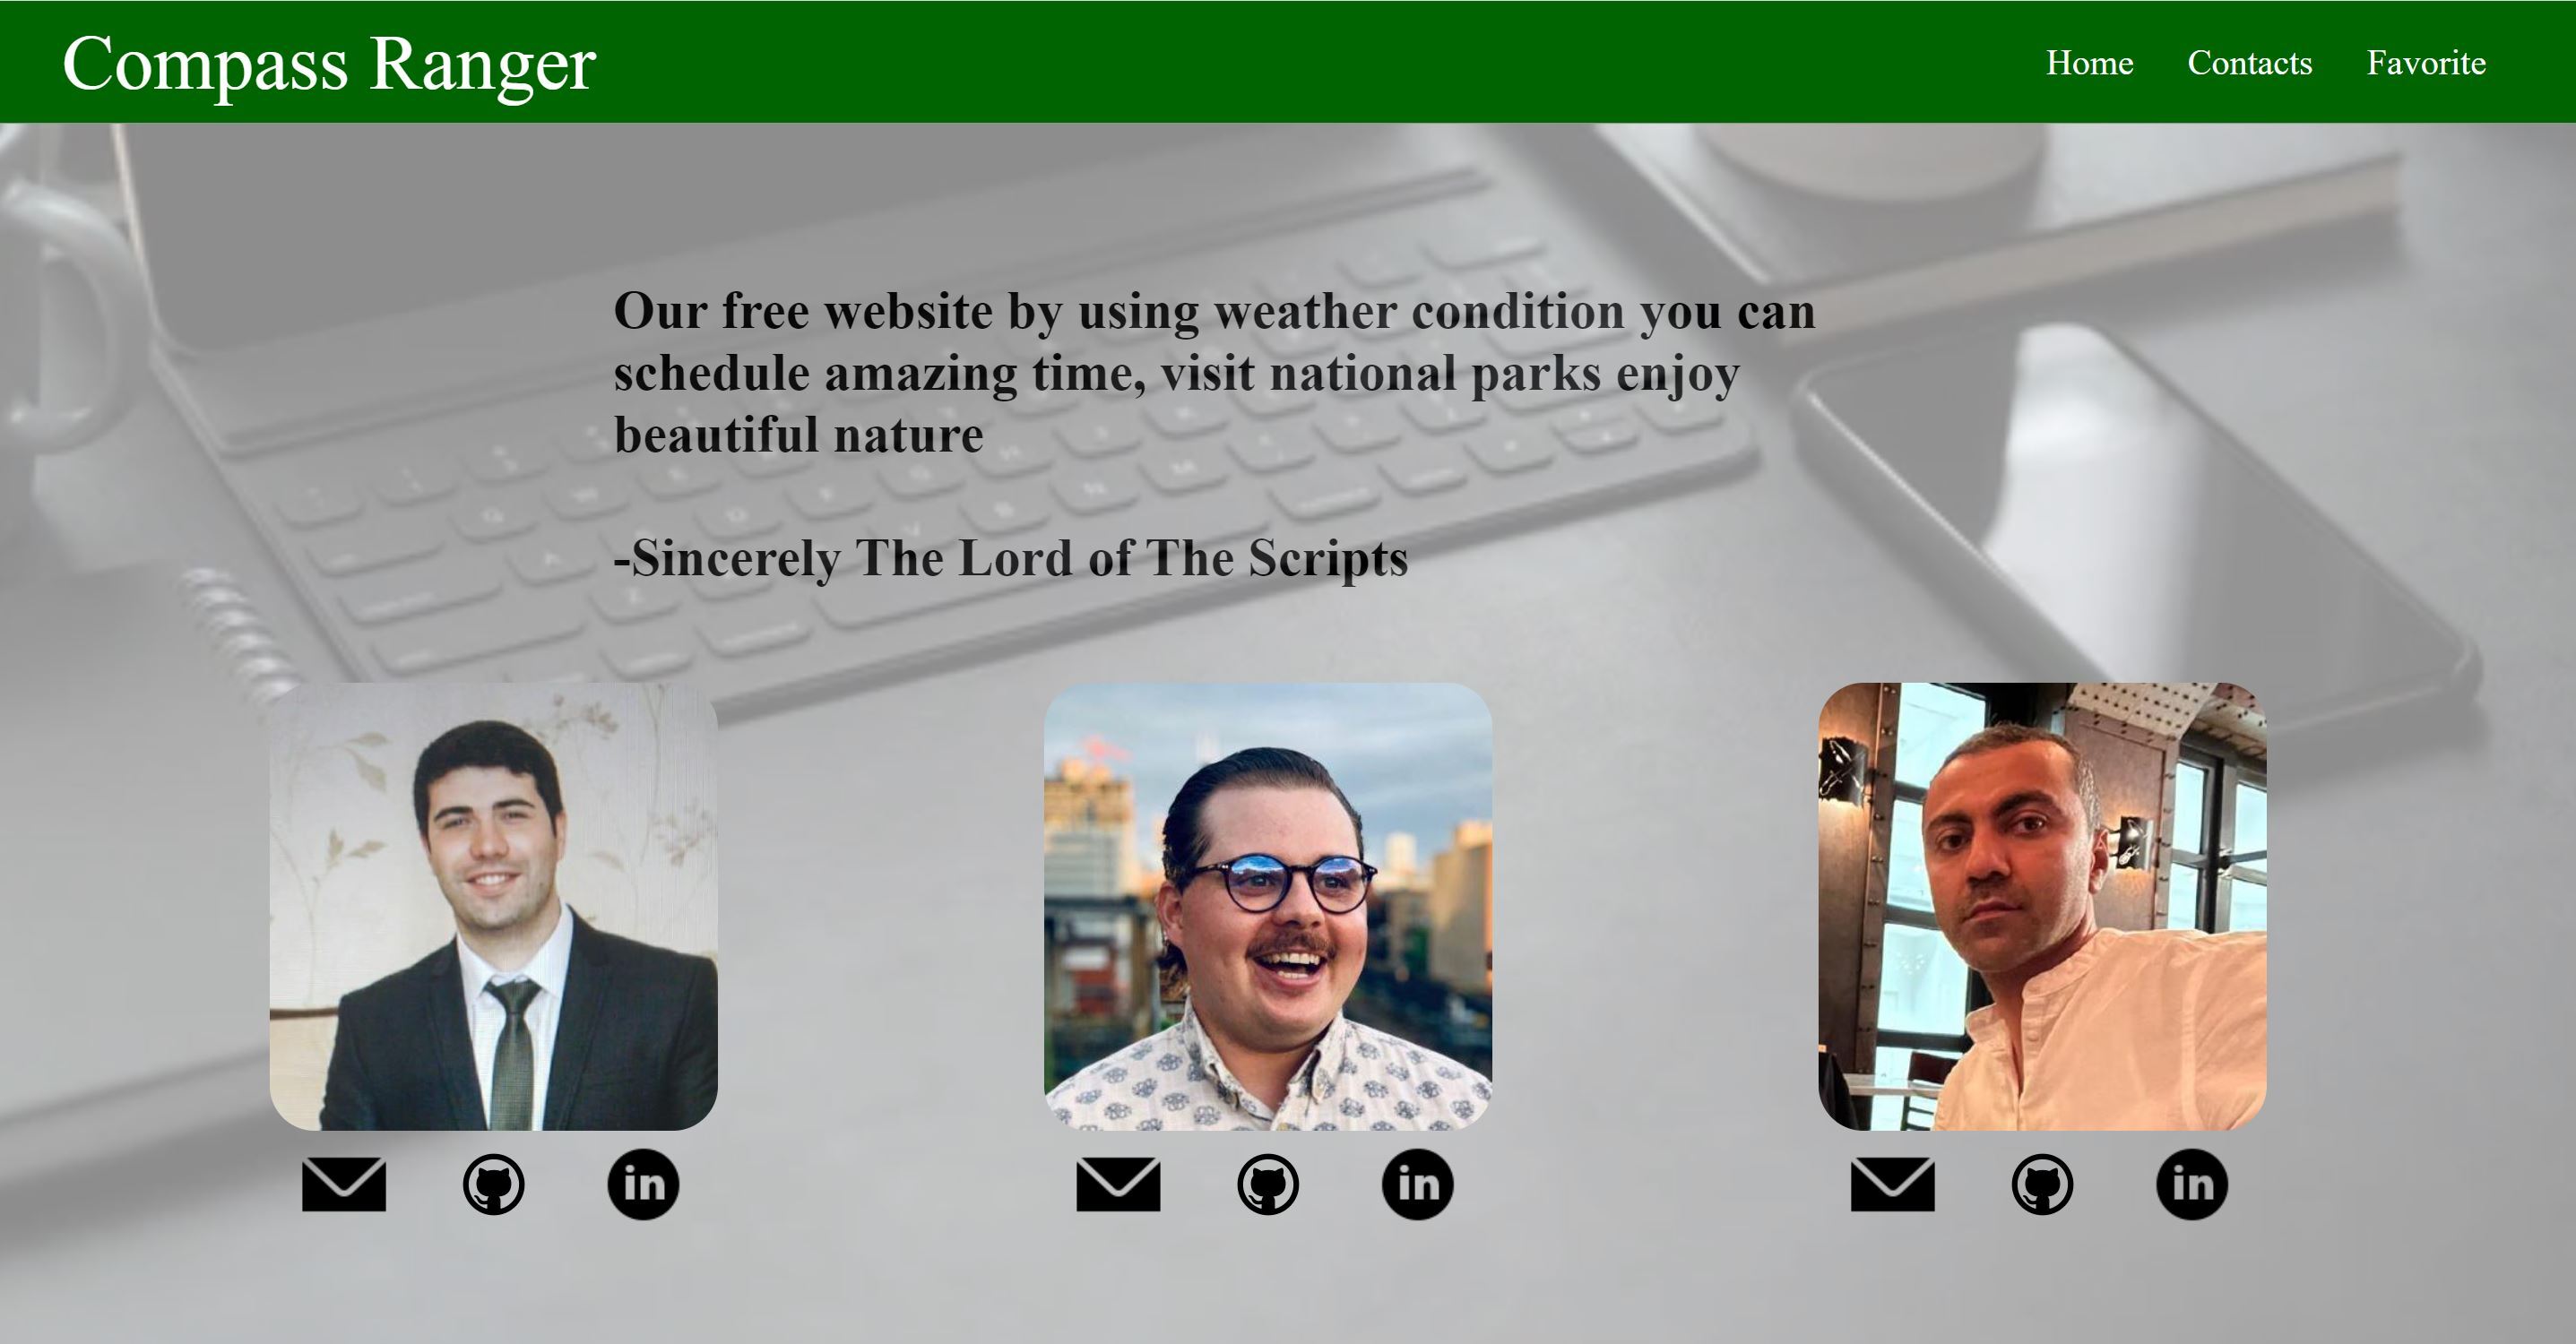 Compass Ranger
Home Contacts Favorite
Our free website by using weather condition you can
schedule amazing time, visit national parks enjoy
beautiful nature
-Sincerely The Lord of The Scripts
in
in
in